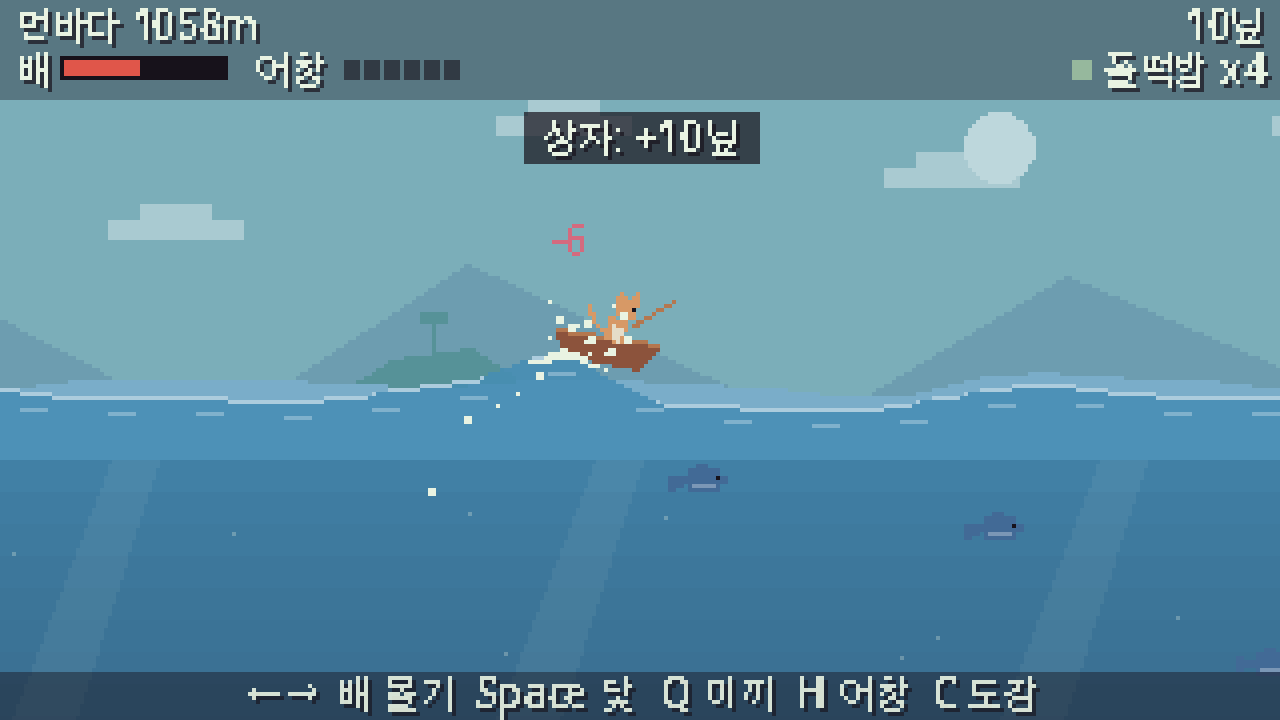 먼바다 1058m
10닢
배
어창
돌떡밥 x4
상자: +10닢
-6
←→ 배 몰기 Space 닻 Q 미끼 H 어창 C 도감